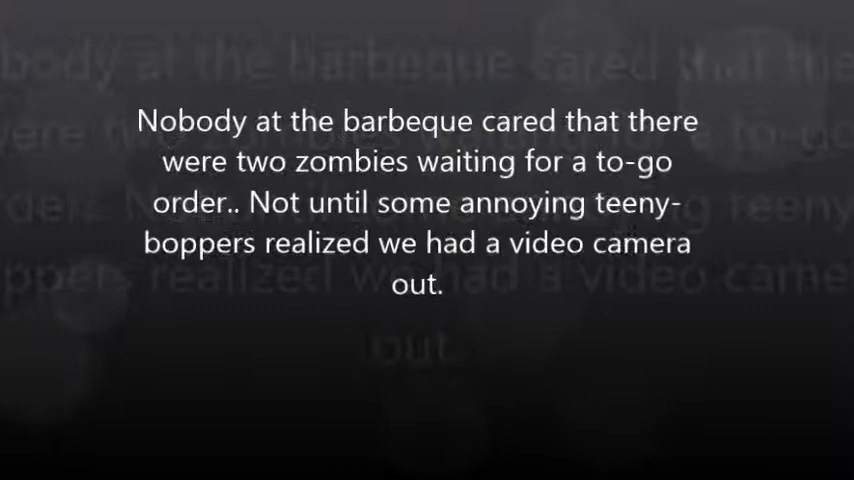 Nobody at the barbeque cared that there
were two zombies waiting for a to-go
order.. Not until some annoying teeny-
boppers realized we had a video camera
out.